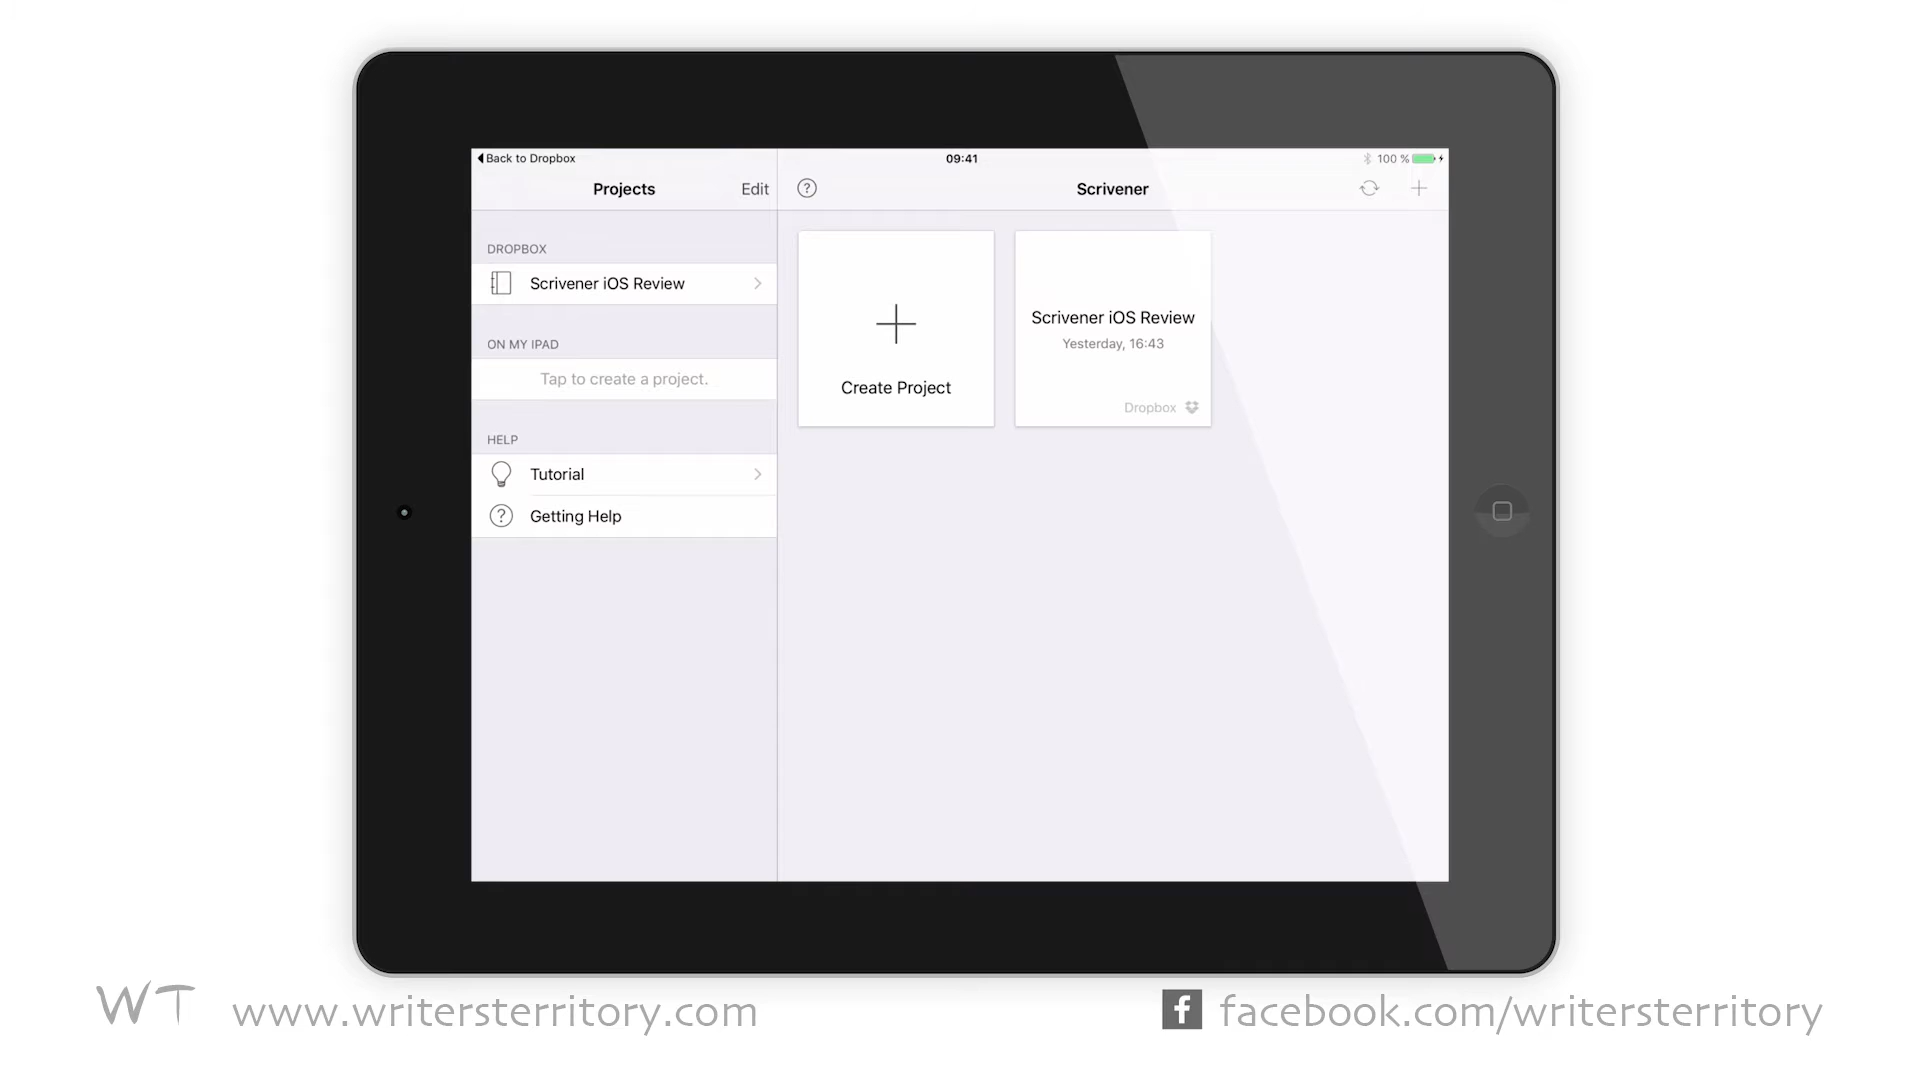 Back to Dropbox
09:41
100 %
Projects
Edit
?
Scrivener
DROPBOX
Scrivener iOS Review
ON MY IPAD
Tap to create a project.
HELP
Tutorial
? Getting Help
Create Project
Scrivener iOS Review
Yesterday, 16:43
Dropbox
WT www.writersterritory.com
f facebook.com/writersterritory